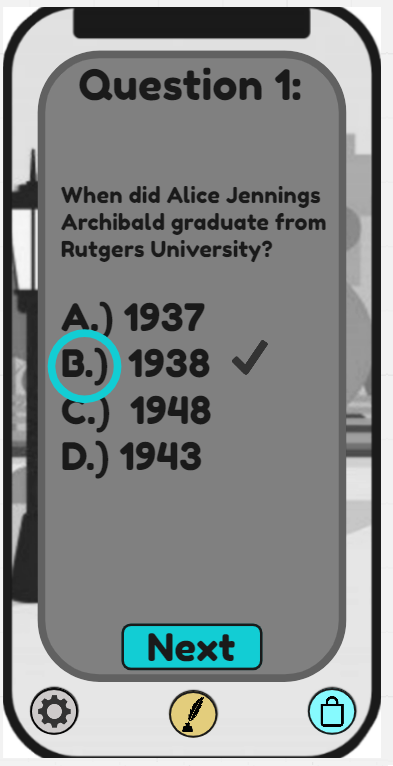 Question 1:
When did Alice Jennings
Archibald graduate from
Rutgers University?
A.) 1937
B.) 1938 ✓
C.) 1948
D.) 1943
Next